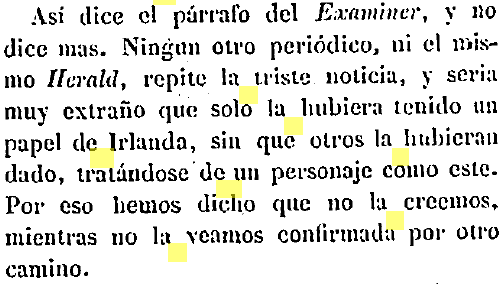 Así dice el párrafo del Examiner, y no
dice mas. Ningun otro periódico, ni el mis-
mo Herald, repite la triste noticia, y seria
muy extraño que solo la hubiera tenido un
papel de Irlanda, sin que otros la hubieran
dado, tratándose de un personaje como este.
Por eso hemos dicho que no la creemos,
mientras no la veamos confirmada por otro
camino.